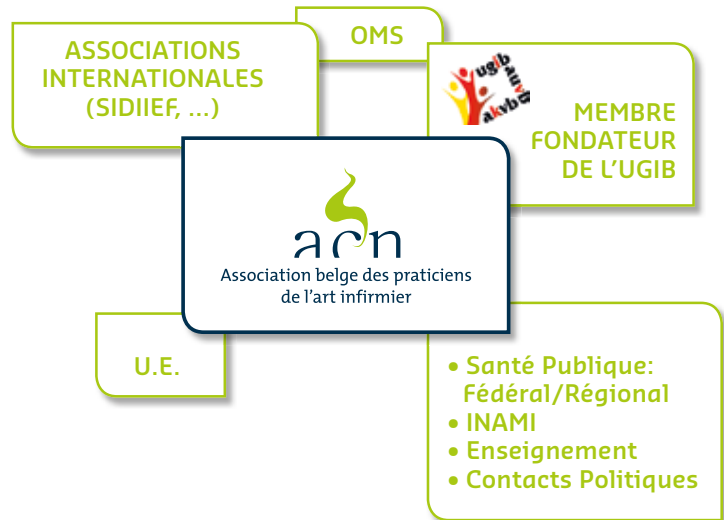 ASSOCIATIONS
INTERNATIONALES
(SIDIIEF, ...)
OMS
ugib
auvb
akvb
MEMBRE
FONDATEUR
DE L'UGIB
acn
Association belge des praticiens
de l'art infirmier
U.E.
• Santé Publique:
Fédéral/Régional
• INAMI
• Enseignement
• Contacts Politiques